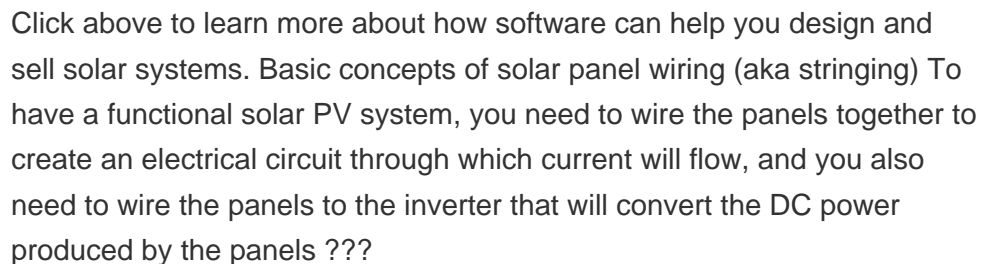 Click above to learn more about how software can help you design and
sell solar systems. Basic concepts of solar panel wiring (aka stringing) To
have a functional solar PV system, you need to wire the panels together to
create an electrical circuit through which current will flow, and you also
need to wire the panels to the inverter that will convert the DC power
produced by the panels ???